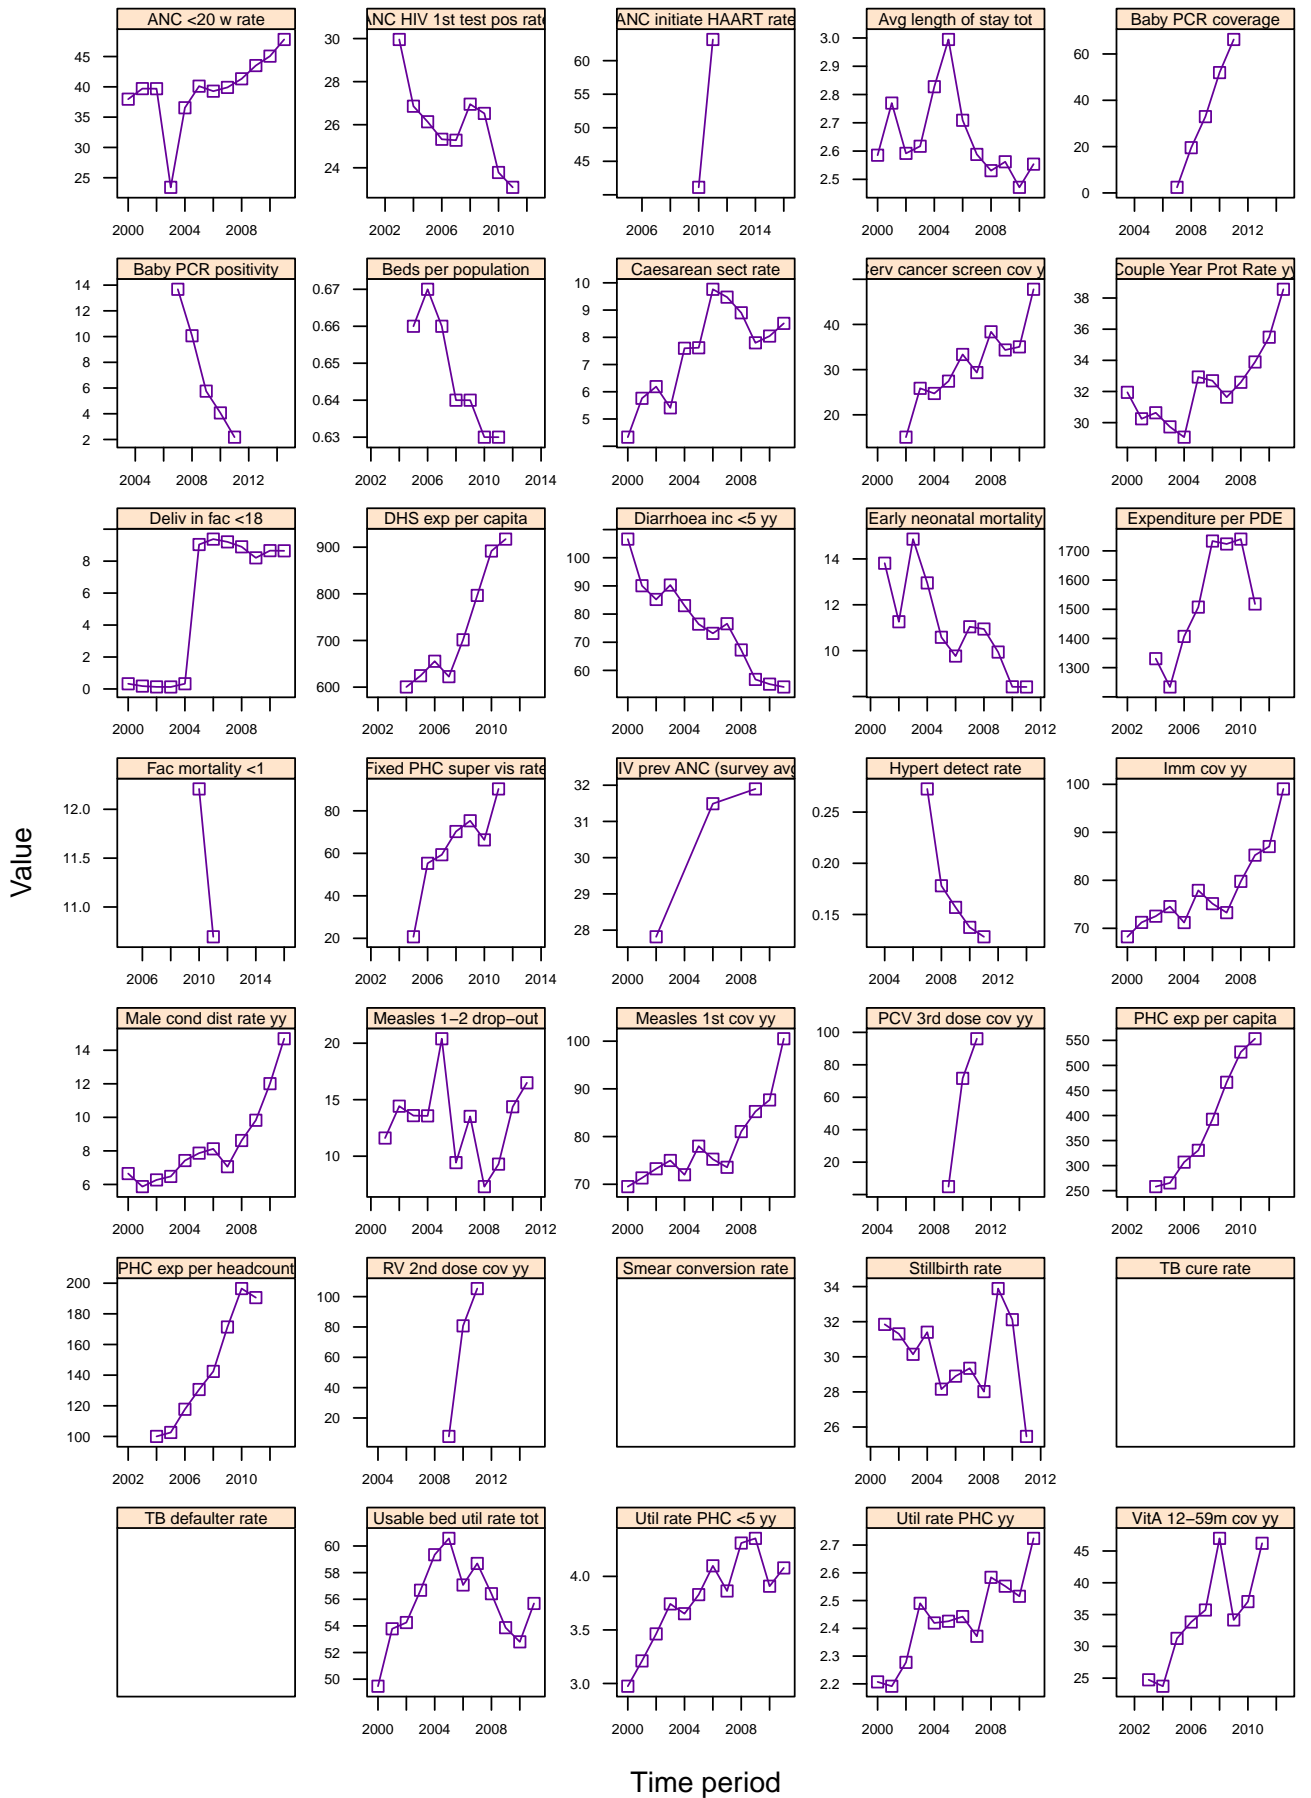 ANC <20 w rate
ANC HIV 1st test pos rate
ANC initiate HAART rate
Avg length of stay tot
Baby PCR coverage
45
40
35
30
25
2000 2004 2008
30
28
26
24
2002 2006 2010
60
55
50
45
2006 2010 2014
3.0
2.9
2.8
2.7
2.6
2.5
2000 2004 2008
60
40
20
0
2004 2008 2012
Baby PCR positivity
Beds per population
Caesarean sect rate
erv cancer screen cov y
Couple Year Prot Rate yy
14
12
10
8
6
4
2
2004 2008 2012
0.67
0.66
0.65
0.64
0.63
2002 2006 2010 2014
10
9
8
7
6
5
2000 2004 2008
40
30
20
2000 2004 2008
38
36
34
32
30
2000 2004 2008
Deliv in fac <18
DHS exp per capita
Diarrhoea inc <5 yy
Early neonatal mortality
Expenditure per PDE
8
6
4
2
0
2000 2004 2008
900
800
700
600
2002 2006 2010
100
90
80
70
60
2000 2004 2008
14
12
10
2000 2004 2008 2012
1700
1600
1500
1400
1300
2002 2006 2010
Fac mortality <1
Fixed PHC super vis rate
IV prev ANC (survey avg
Hypert detect rate
Imm cov yy
12.0
11.5
11.0
2006 2010 2014
80
60
40
20
2002 2006 2010 2014
32
31
30
29
28
2000 2004 2008
0.25
0.20
0.15
2004 2008 2012
100
90
80
70
2000 2004 2008
Male cond dist rate yy
Measles 1−2 drop−out
Measles 1st cov yy
PCV 3rd dose cov yy
PHC exp per capita
14
12
10
8
6
2000 2004 2008
20
15
10
2000 2004 2008 2012
100
90
80
70
2000 2004 2008
100
80
60
40
20
2004 2008 2012
550
500
450
400
350
300
250
2002 2006 2010
PHC exp per headcount
RV 2nd dose cov yy
Smear conversion rate
Stillbirth rate
TB cure rate
200
180
160
140
120
100
2002 2006 2010
100
80
60
40
20
2004 2008 2012
34
32
30
28
26
2000 2004 2008 2012
TB defaulter rate
Usable bed util rate tot
Util rate PHC <5 yy
Util rate PHC yy
VitA 12−59m cov yy
60
58
56
54
52
50
2000 2004 2008
4.0
3.5
3.0
2000 2004 2008
2.7
2.6
2.5
2.4
2.3
2.2
2000 2004 2008
45
40
35
30
25
2002 2006 2010
Value
Time period